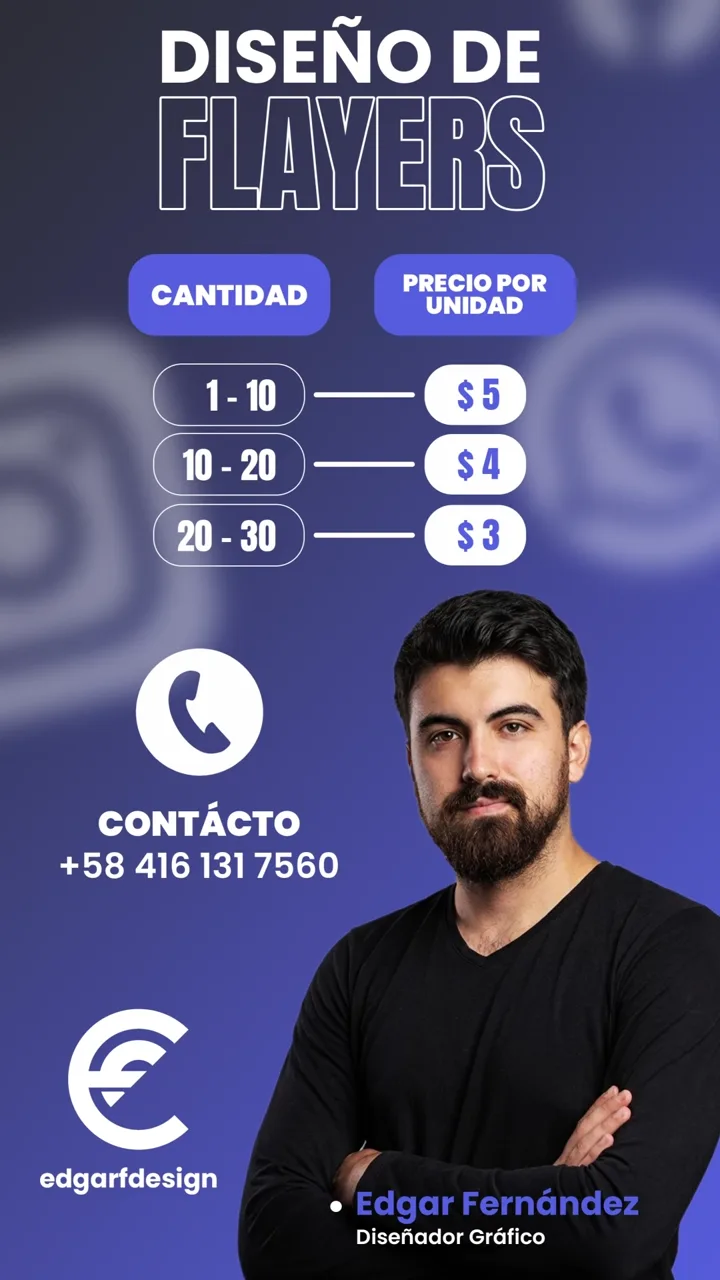 DISEÑO DE
FLAYERS
CANTIDAD
PRECIO POR
UNIDAD
1 - 10
$ 5
10 - 20
$ 4
20 - 30
$ 3
CONTÁCTO
+58 416 131 7560
edgarfdesign
Edgar Fernández
Diseñador Gráfico